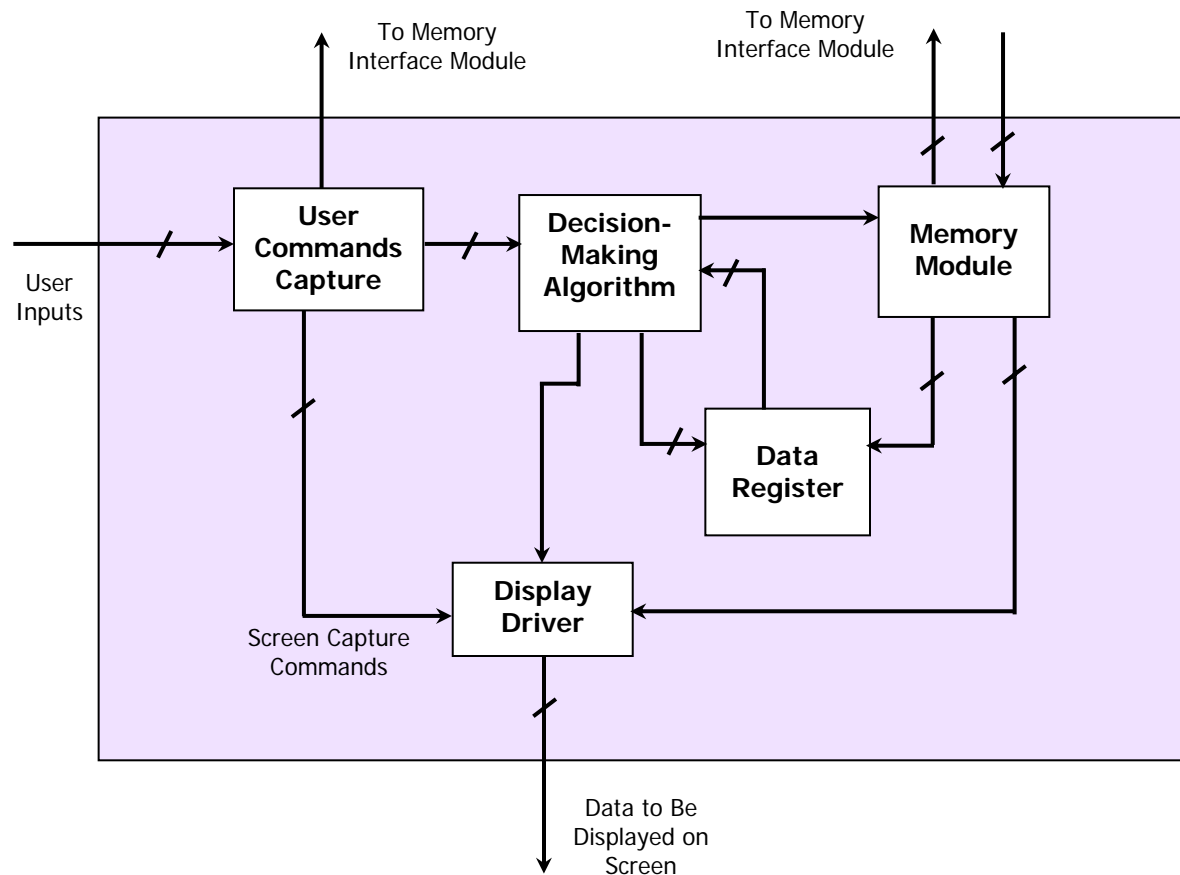 To Memory
Interface Module
To Memory
Interface Module
User
Commands
Capture
Decision-
Making
Algorithm
Memory
Module
User
Inputs
Data
Register
Display
Driver
Screen Capture
Commands
Data to Be
Displayed on
Screen